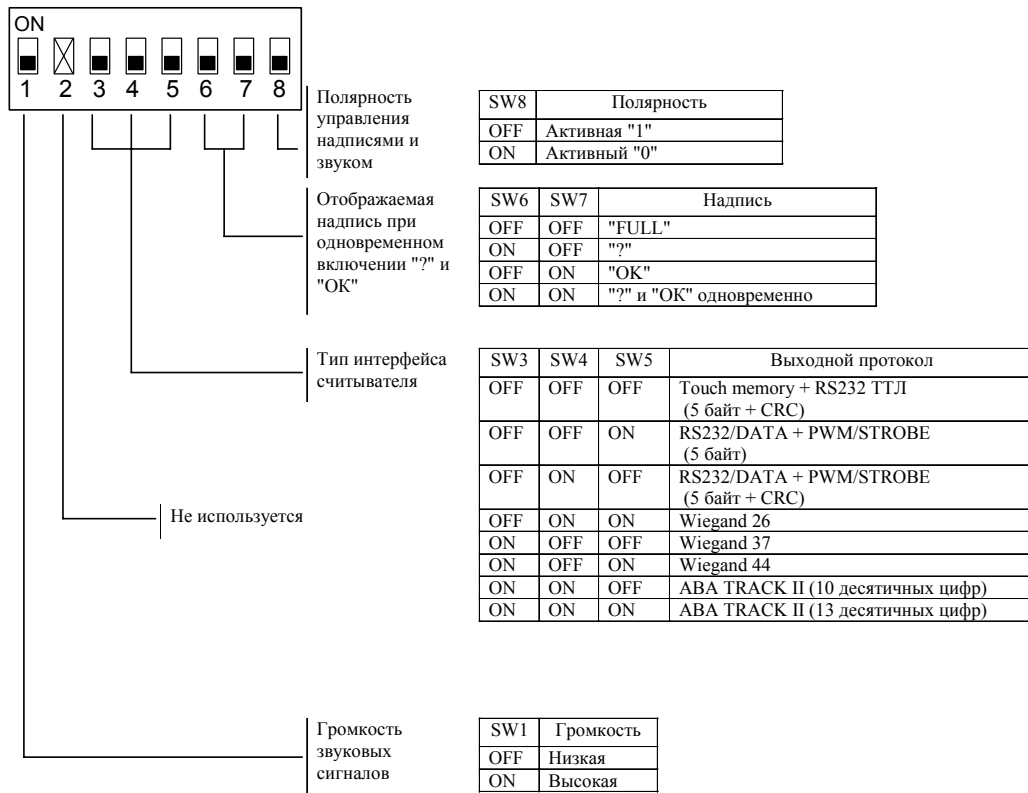 ON
1 2 3 4 5 6 7 8
Полярность
управления
надписями и
звуком
SW8 Полярность
OFF Активная "1"
ON Активный "0"
Отображаемая
надпись при
одновременном
включении "?" и
"OK"
SW6 SW7 Надпись
OFF OFF "FULL"
ON OFF "?"
OFF ON "OK"
ON ON "?" и "OK" одновременно
Тип интерфейса
считывателя
SW3 SW4 SW5 Выходной протокол
OFF OFF OFF Touch memory + RS232 ТТЛ
(5 байт + CRC)
OFF OFF ON RS232/DATA + PWM/STROBE
(5 байт)
OFF ON OFF RS232/DATA + PWM/STROBE
(5 байт + CRC)
OFF ON ON Wiegand 26
ON OFF OFF Wiegand 37
ON OFF ON Wiegand 44
ON ON OFF ABA TRACK II (10 десятичных цифр)
ON ON ON ABA TRACK II (13 десятичных цифр)
Не используется
Громкость
звуковых
сигналов
SW1 Громкость
OFF Низкая
ON Высокая